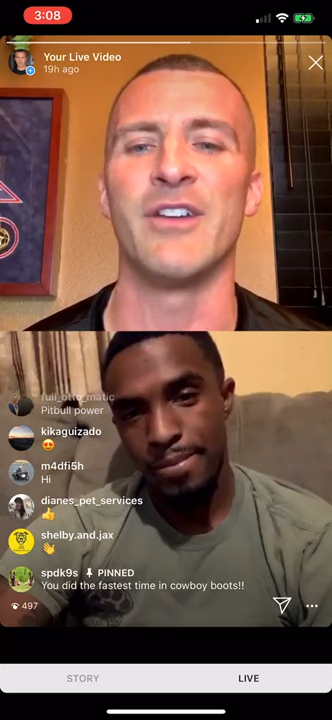 3:08
Your Live Video
19h ago
full_otto_matic
Pitbull power
kikaguizado
😍
m4dfi5h
Hi
dianes_pet_services
👍
shelby.and.jax
👋
spdk9s PINNED
You did the fastest time in cowboy boots!!
497
STORY LIVE